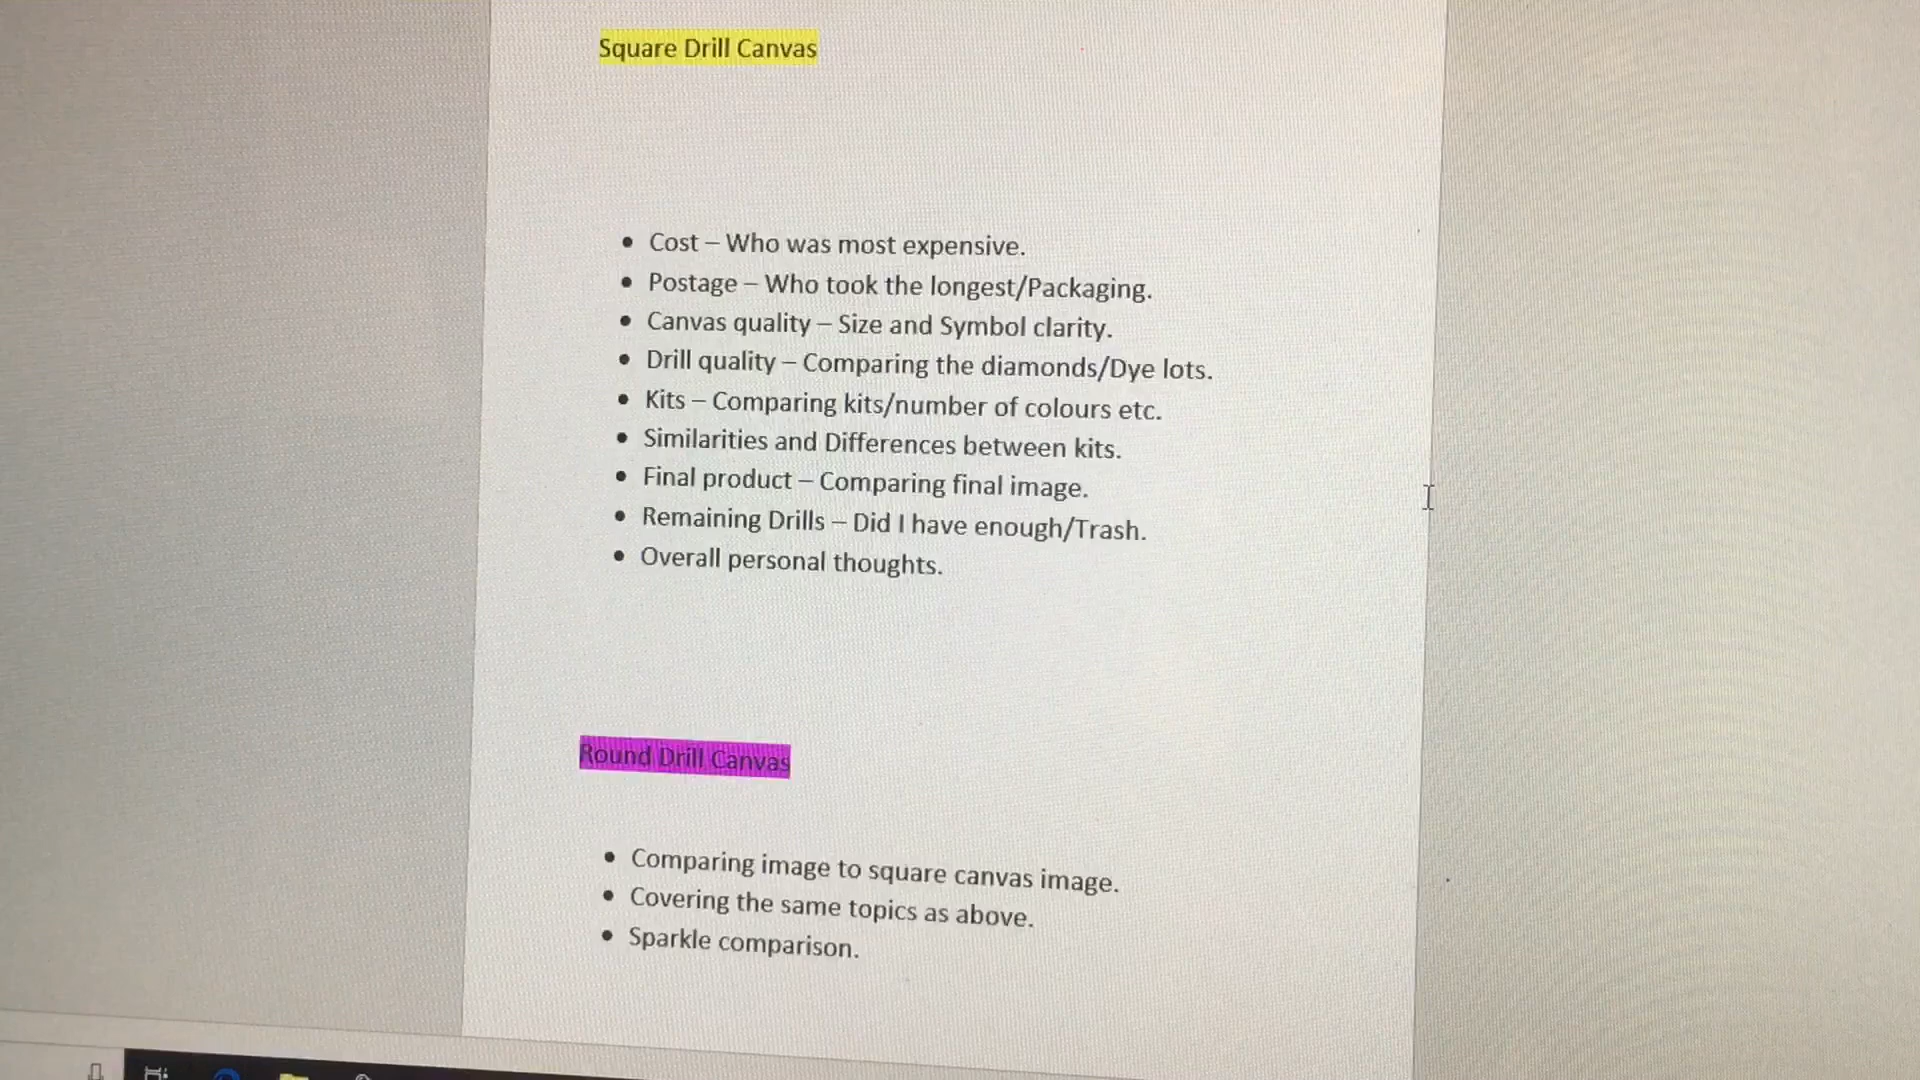 Square Drill Canvas
• Cost – Who was most expensive.
• Postage – Who took the longest/Packaging.
• Canvas quality – Size and Symbol clarity.
• Drill quality – Comparing the diamonds/Dye lots.
• Kits – Comparing kits/number of colours etc.
• Similarities and Differences between kits.
• Final product – Comparing final image.
• Remaining Drills – Did I have enough/Trash.
• Overall personal thoughts.
Round Drill Canvas
• Comparing image to square canvas image.
• Covering the same topics as above.
• Sparkle comparison.